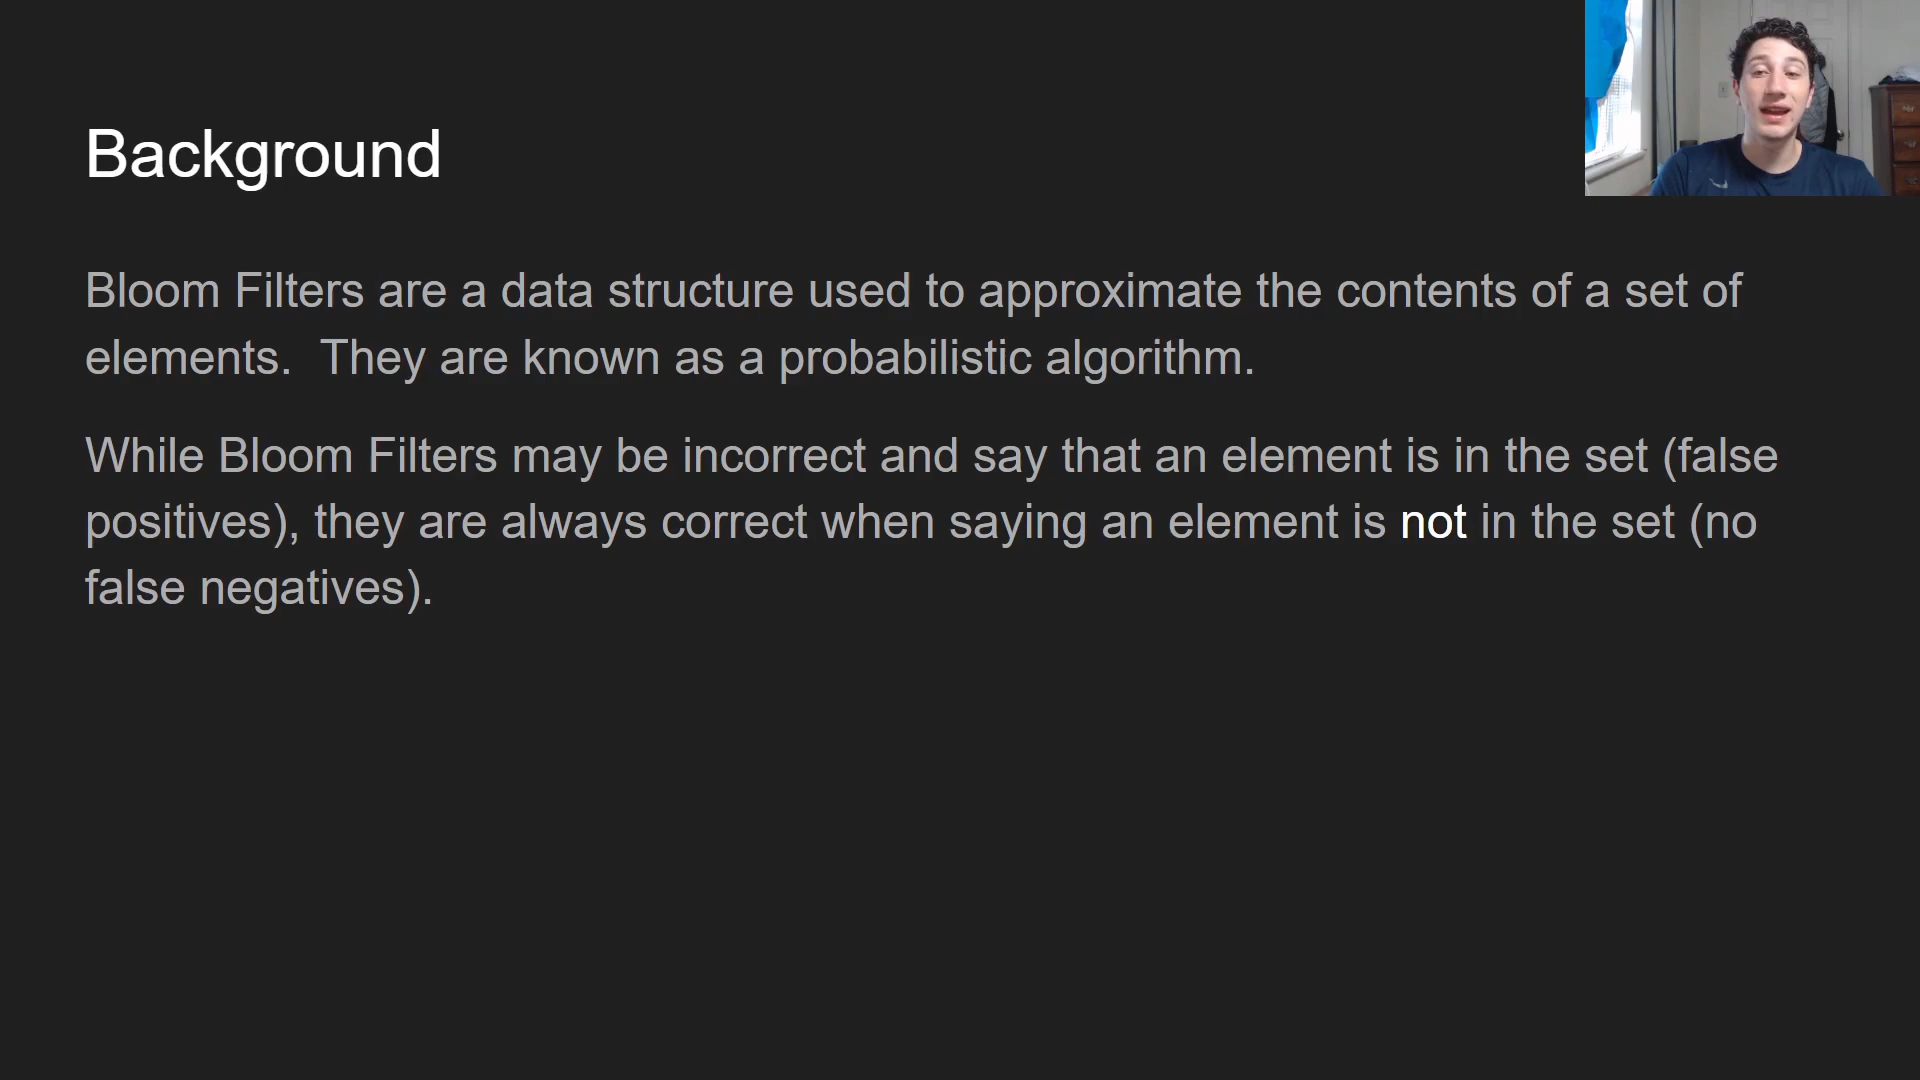 Background
Bloom Filters are a data structure used to approximate the contents of a set of
elements.  They are known as a probabilistic algorithm.
While Bloom Filters may be incorrect and say that an element is in the set (false
positives), they are always correct when saying an element is not in the set (no
false negatives).